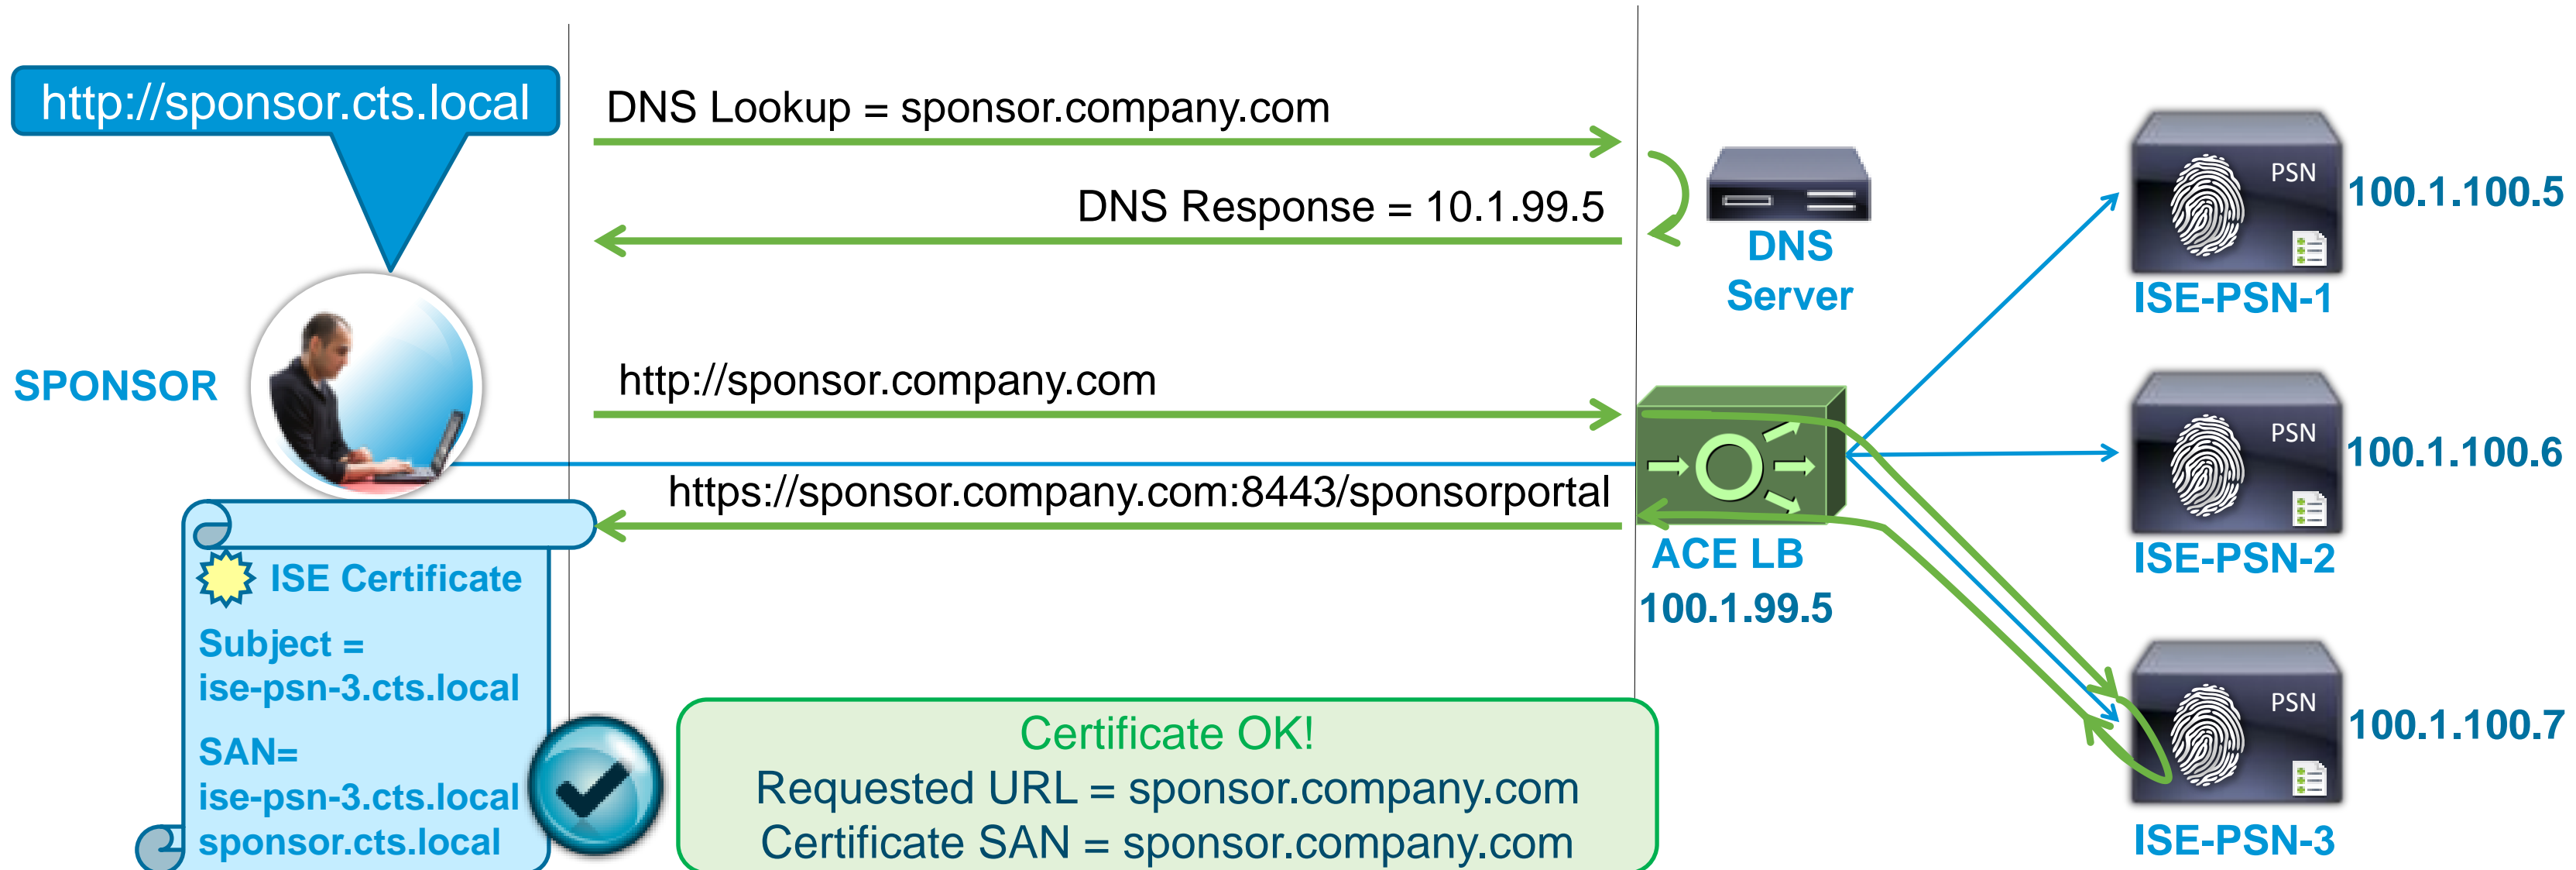 http://sponsor.cts.local
DNS Lookup = sponsor.company.com
DNS Response = 10.1.99.5
DNS
Server
PSN
100.1.100.5
ISE-PSN-1
SPONSOR
http://sponsor.company.com
https://sponsor.company.com:8443/sponsorportal
ACE LB
100.1.99.5
PSN
100.1.100.6
ISE-PSN-2
ISE Certificate
Subject =
ise-psn-3.cts.local
SAN=
ise-psn-3.cts.local
sponsor.cts.local
Certificate OK!
Requested URL = sponsor.company.com
Certificate SAN = sponsor.company.com
PSN
100.1.100.7
ISE-PSN-3